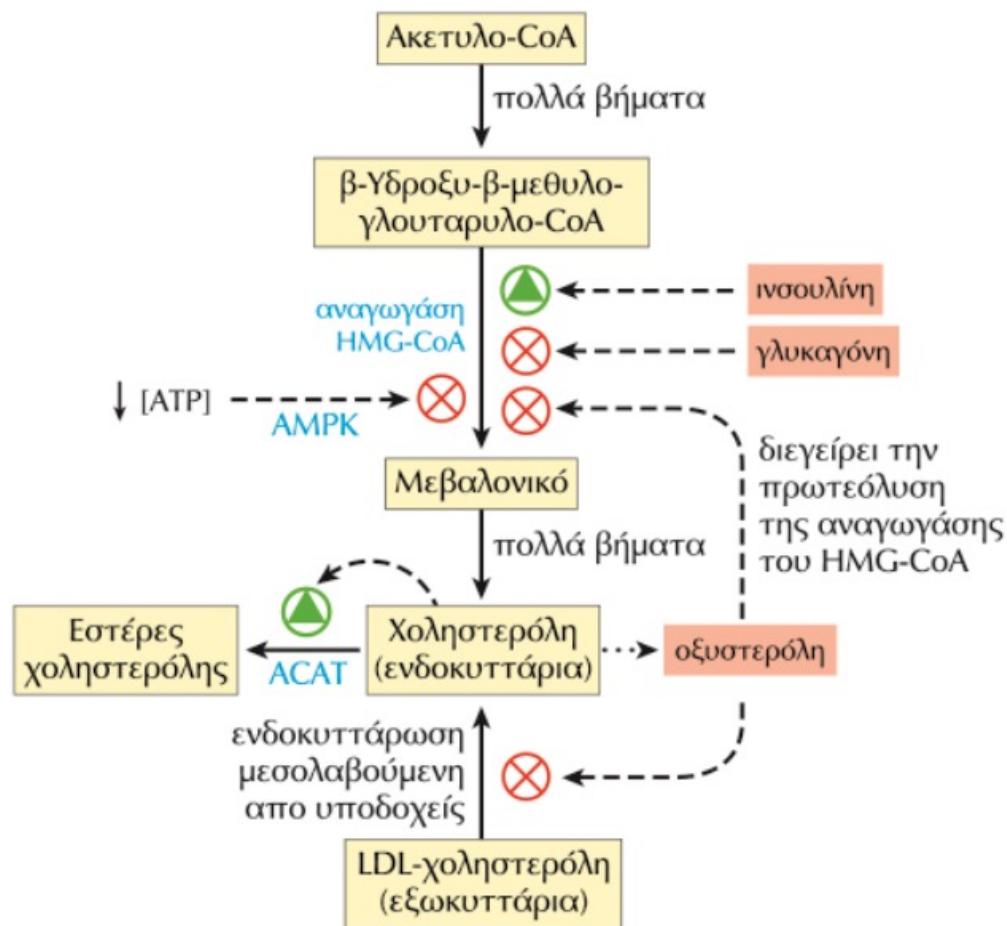 Ακετυλο-CoA
πολλά βήματα
β-Υδροξυ-β-μεθυλο-
γλουταρυλο-CoA
αναγωγάση
HMG-CoA
ινσουλίνη
γλυκαγόνη
↓ [ATP]
AMPK
διεγείρει την
πρωτεόλυση
της αναγωγάσης
του HMG-CoA
Μεβαλονικό
πολλά βήματα
Εστέρες
χοληστερόλης
ACAT
Χοληστερόλη
(ενδοκυττάρια)
οξυστερόλη
ενδοκυττάρωση
μεσολαβούμενη
απο υποδοχείς
LDL-χοληστερόλη
(εξωκυττάρια)